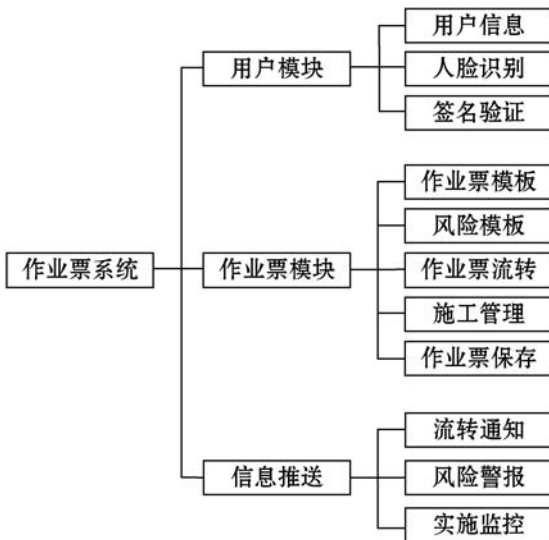 作业票系统
用户模块
用户信息
人脸识别
签名验证
作业票模块
作业票模板
风险模板
作业票流转
施工管理
作业票保存
信息推送
流转通知
风险警报
实施监控